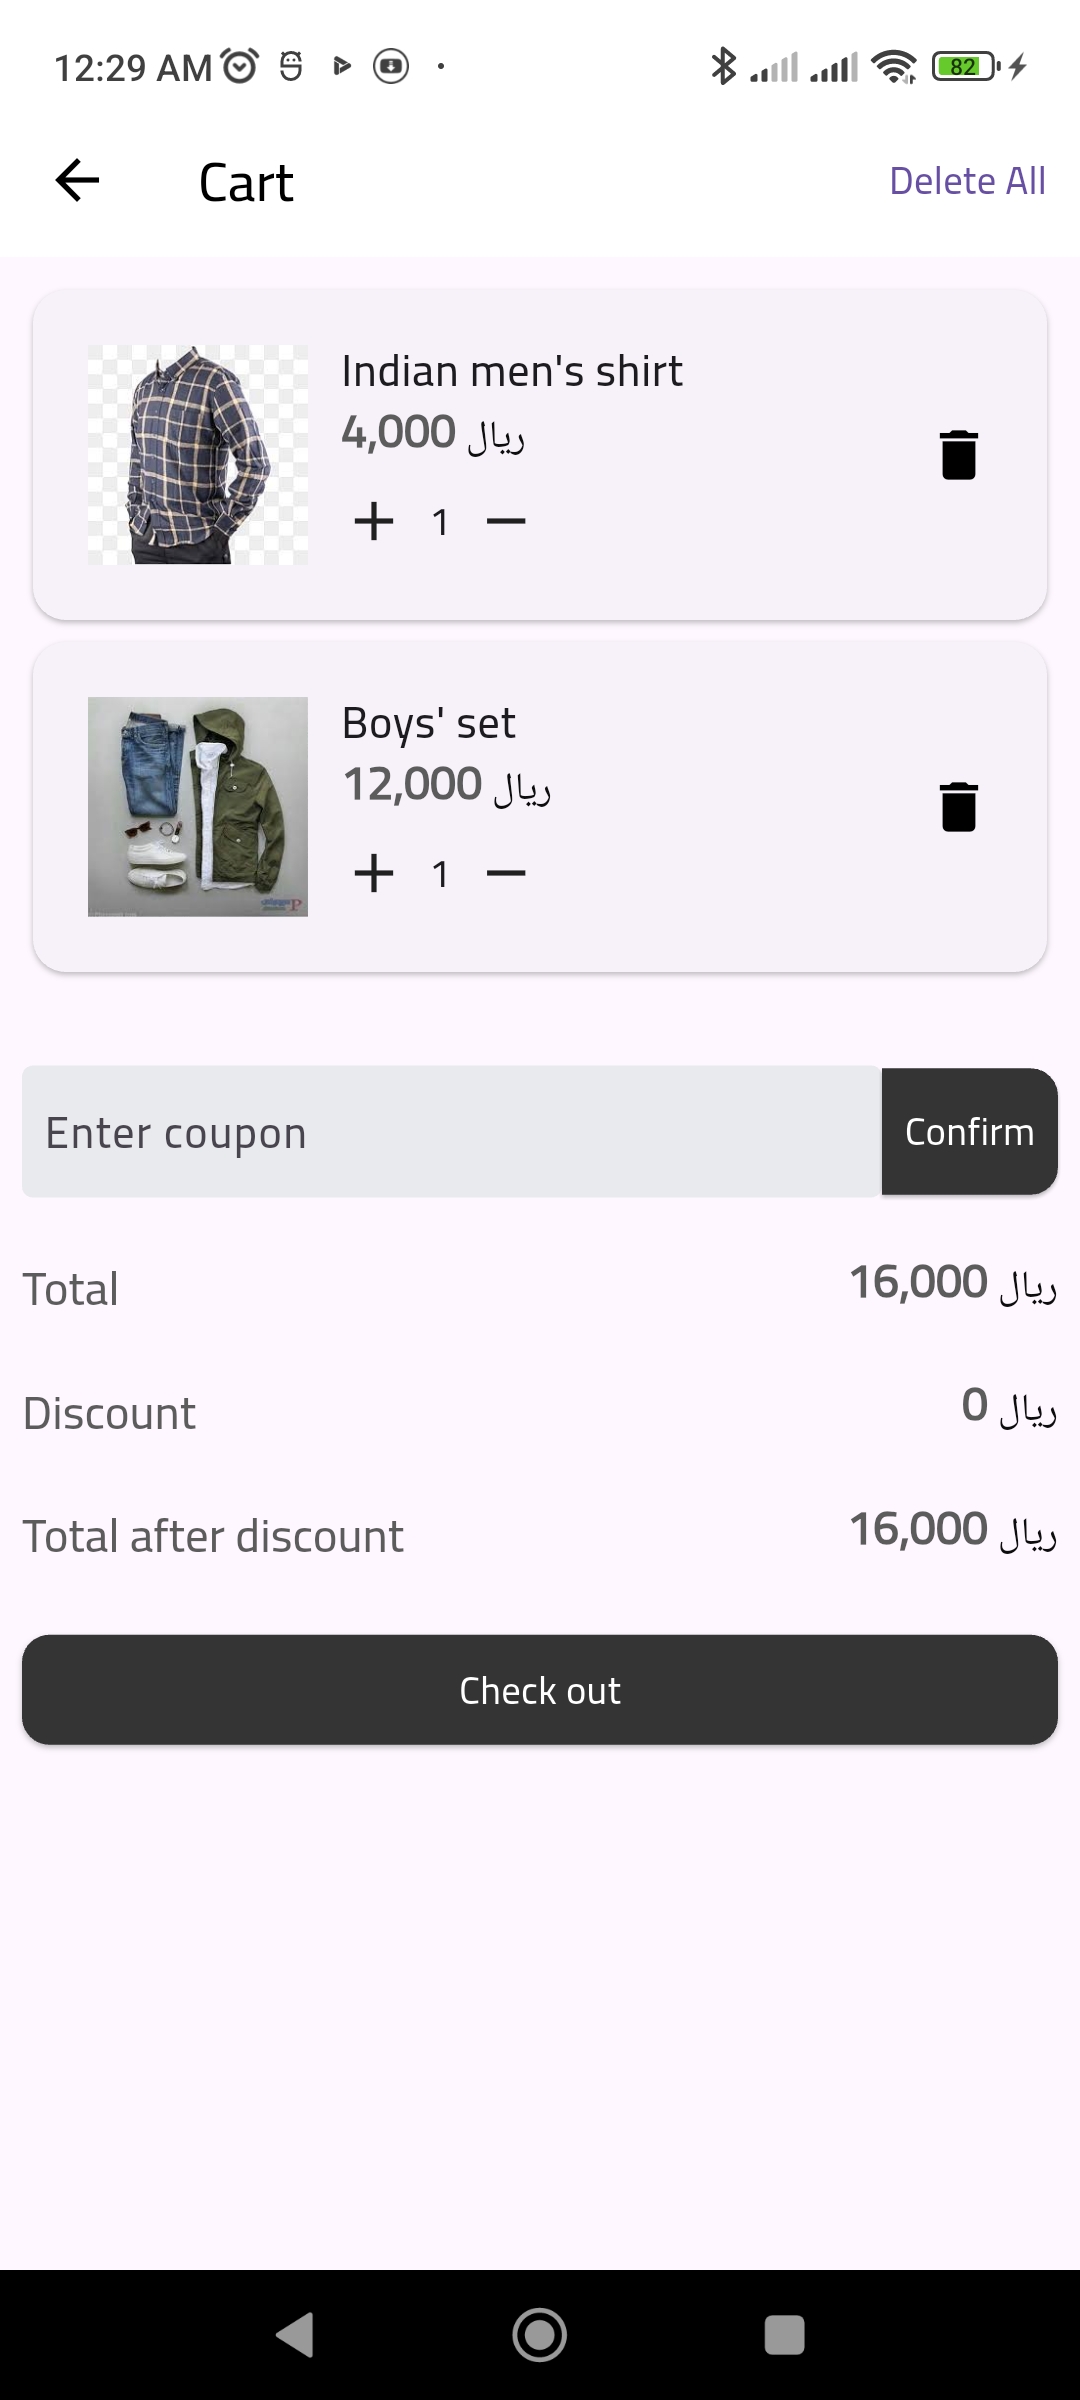 12:29 AM
82
Cart
Delete All
Indian men's shirt
4,000 ريال
1
Boys' set
12,000 ريال
1
Enter coupon
Confirm
Total
16,000 ريال
Discount
0 ريال
Total after discount
16,000 ريال
Check out